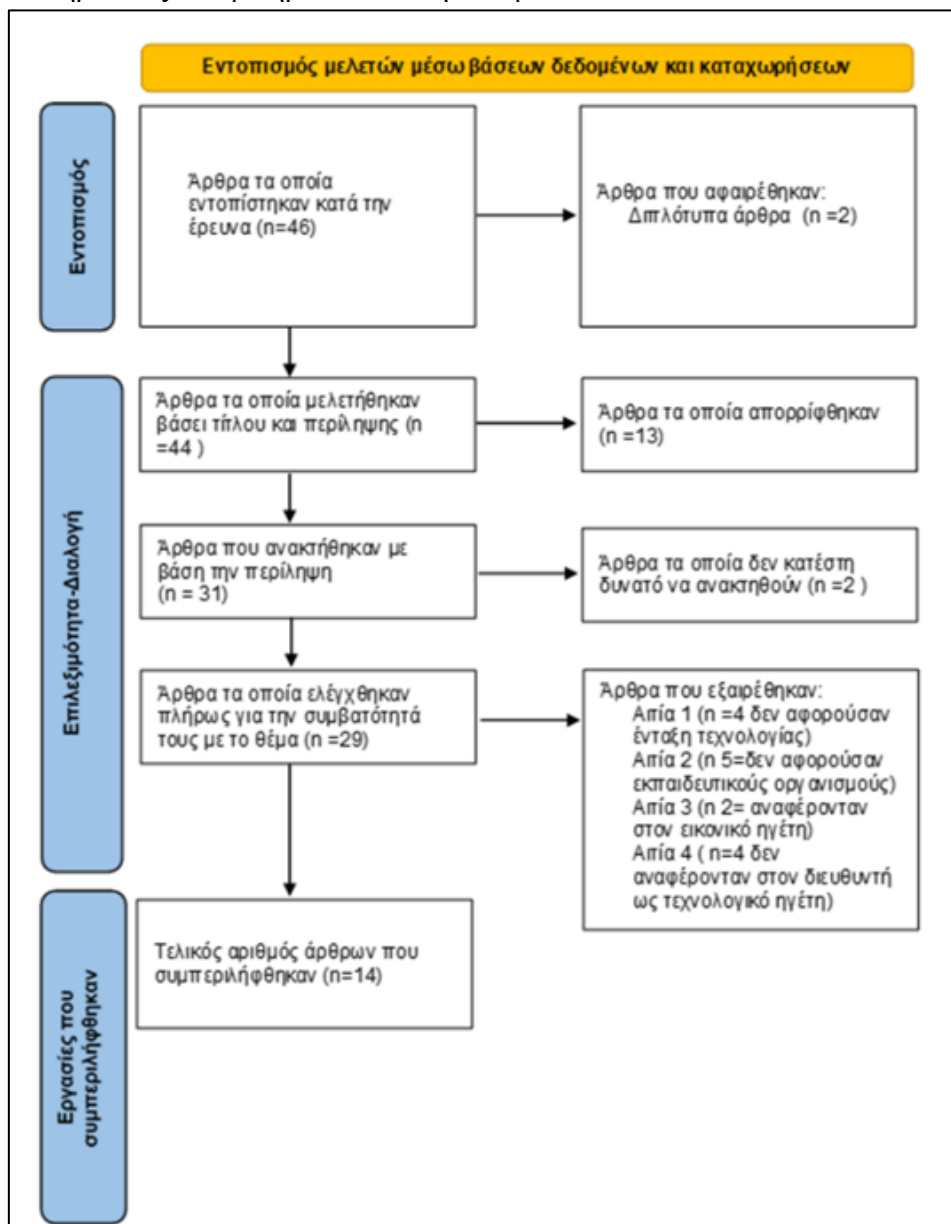 Εντοπισμός μελετών μέσω βάσεων δεδομένων και καταχωρήσεων
Εντοπισμός
Άρθρα τα οποία
εντοπίστηκαν κατά την
έρευνα (n=46)
Άρθρα που αφαιρέθηκαν:
Διπλότυπα άρθρα (n =2)
Επιλεξιμότητα-Διαλογή
Άρθρα τα οποία μελετήθηκαν
βάσει τίτλου και περίληψης (n
=44 )
Άρθρα τα οποία απορρίφθηκαν
(n =13)
Άρθρα που ανακτήθηκαν με
βάση την περίληψη
(n = 31)
Άρθρα τα οποία δεν κατέστη
δυνατό να ανακτηθούν (n =2 )
Άρθρα τα οποία ελέγχθηκαν
πλήρως για την συμβατότητά
τους με το θέμα (n =29)
Άρθρα που εξαιρέθηκαν:
Αιτία 1 (n =4 δεν αφορούσαν
ένταξη τεχνολογίας)
Αιτία 2 (n 5=δεν αφορούσαν
εκπαιδευτικούς οργανισμούς)
Αιτία 3 (n 2= αναφέρονταν
στον εικονικό ηγέτη)
Αιτία 4 ( n=4 δεν
αναφέρονταν στον διευθυντή
ως τεχνολογικό ηγέτη)
Εργασίες που
συμπεριλήφθηκαν
Τελικός αριθμός άρθρων που
συμπεριλήφθηκαν (n=14)